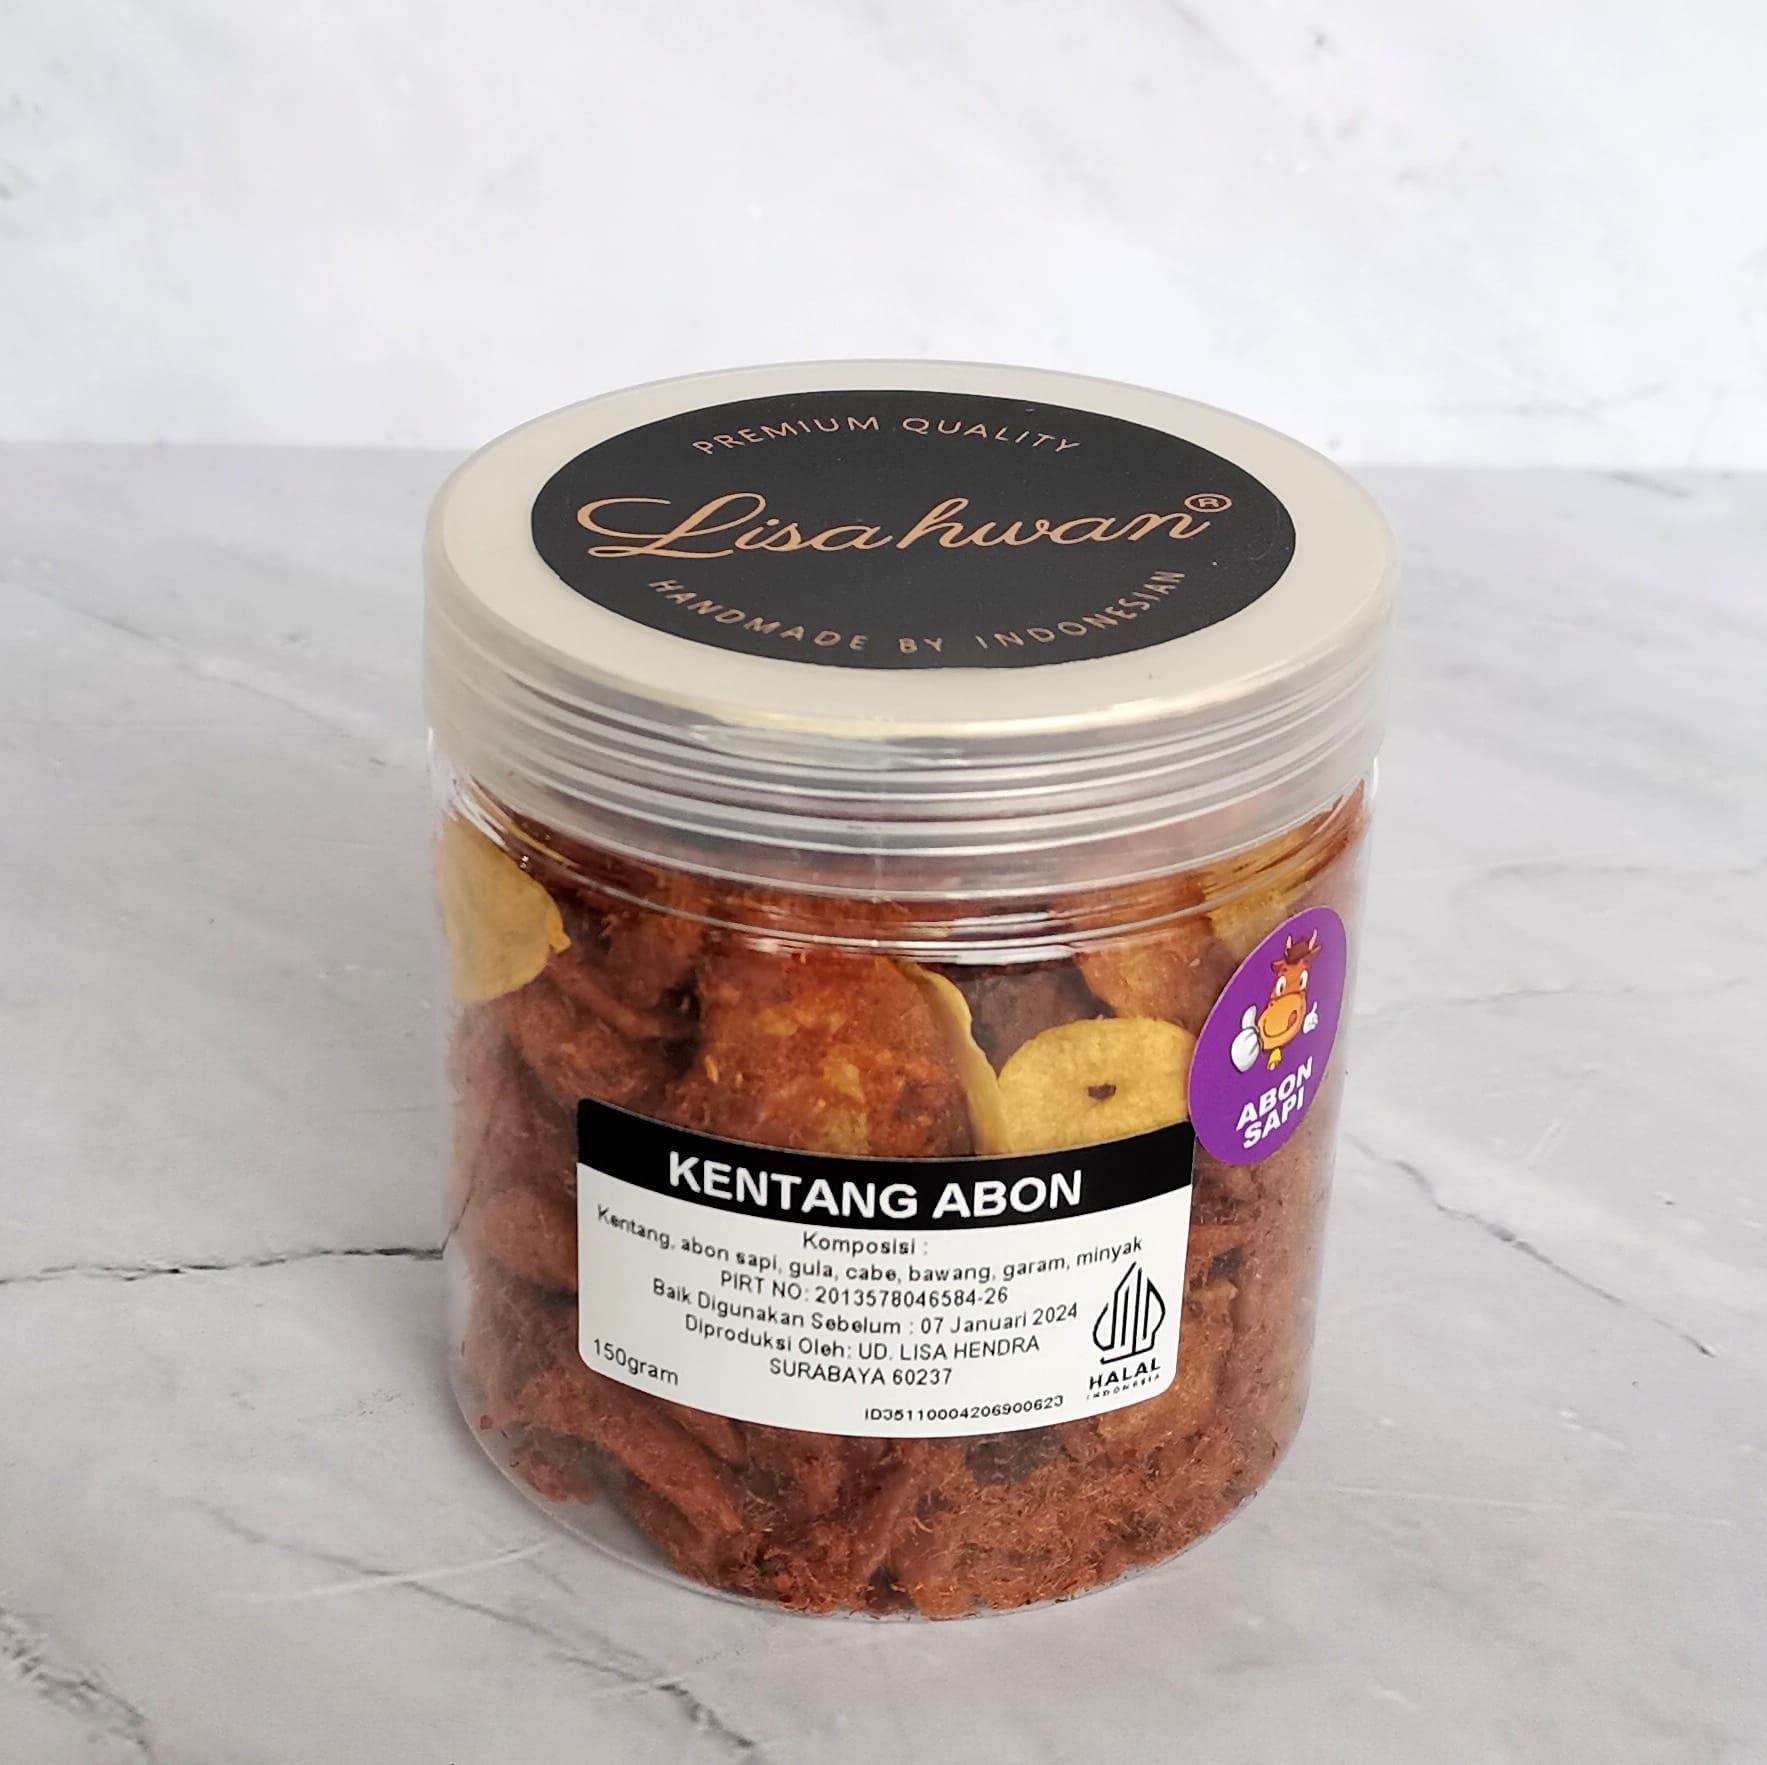 PREMIUM QUALITY
Lisahwan®
HANDMADE BY INDONESIAN
ABON
SAPI
KENTANG ABON
Komposisi :
Kentang, abon sapi, gula, cabe, bawang, garam, minyak
PIRT NO: 2013578046584-26
Baik Digunakan Sebelum : 07 Januari 2024
Diproduksi Oleh: UD. LISA HENDRA
SURABAYA 60237
150gram
HALAL
INDONESIA
ID35110004206900623